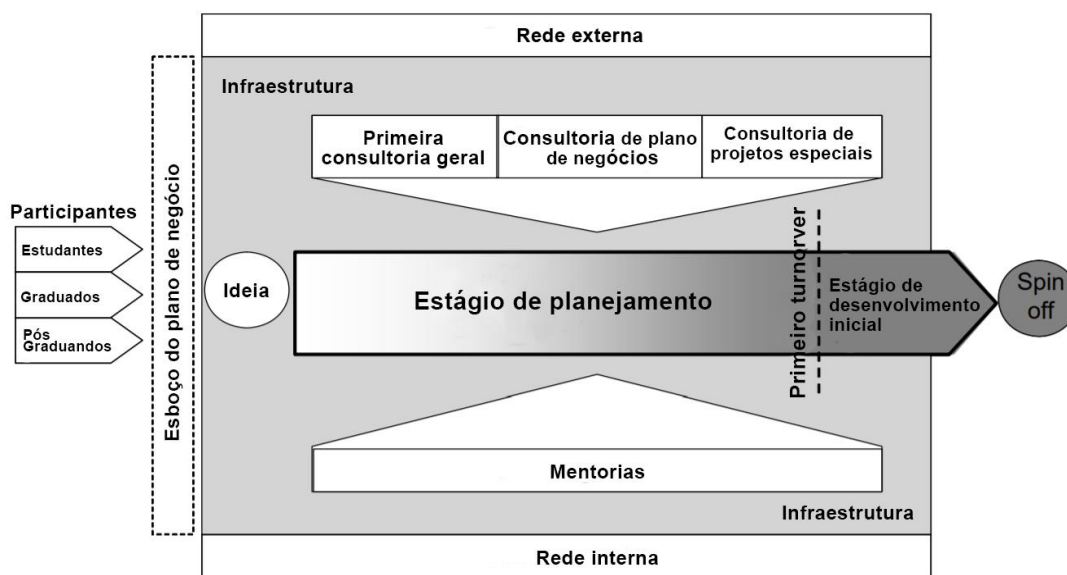 Rede externa
Infraestrutura
Primeira
consultoria geral
Consultoria de plano
de negócios
Consultoria de
projetos especiais
Esboço do plano de negócio
Participantes
Estudantes
Graduados
Pós
Graduandos
Ideia
Estágio de planejamento
Primeiro turnorver
Estágio de
desenvolvimento
inicial
Spin
off
Mentorias
Infraestrutura
Rede interna